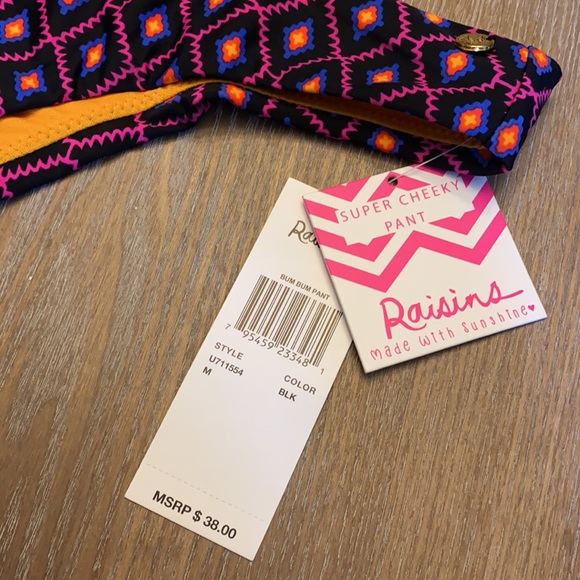 SUPER CHEEKY
PANT
Raisins
made with sunshine♥
BUM BUM PANT
7 95459 23348 1
STYLE
U711554
M
COLOR
BLK
MSRP $ 38.00